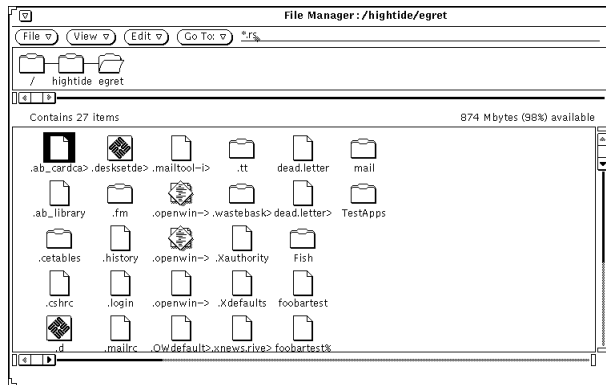 File Manager : /hightide/egret
File View Edit Go To: *.rs
/ hightide egret
Contains 27 items 874 Mbytes (98%) available
.ab_cardca> .desksetde> .mailtool-i> .tt dead.letter mail
.ab_library .fm .openwin-> .wastebask> dead.letter> TestApps
.cetables .history .openwin-> .Xauthority Fish
.cshrc .login .openwin-> .Xdefaults foobartest
.d .mailrc .OWdefault> .xnews.rive> foobartest%